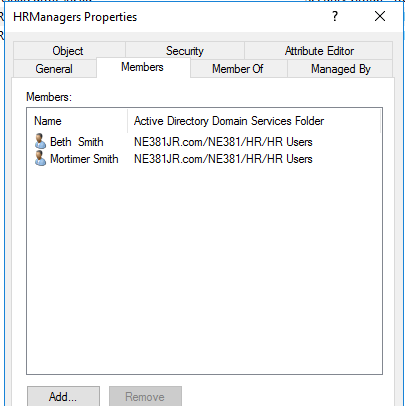 HRManagers Properties ?
Object Security Attribute Editor
General Members Member Of Managed By
Members:
Name Active Directory Domain Services Folder
Beth  Smith NE381JR.com/NE381/HR/HR Users
Mortimer Smith NE381JR.com/NE381/HR/HR Users
Add... Remove